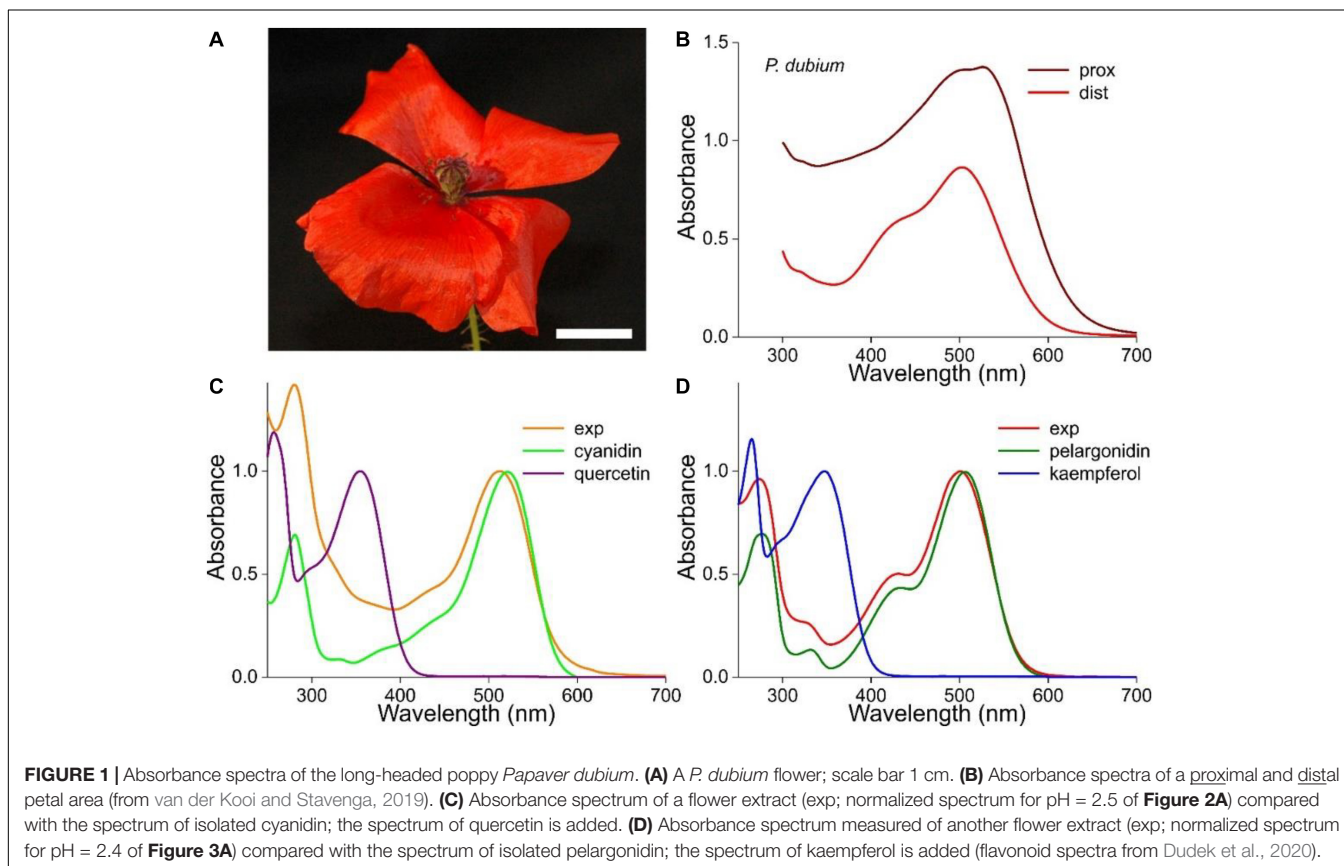 A
B
1.5
P. dubium
prox
dist
1.0
Absorbance
0.5
0.0
300 400 500 600 700
Wavelength (nm)
C
exp
cyanidin
quercetin
1.0
Absorbance
0.5
0.0
300 400 500 600 700
Wavelength (nm)
D
exp
pelargonidin
kaempferol
1.0
Absorbance
0.5
0.0
300 400 500 600 700
Wavelength (nm)
FIGURE 1 | Absorbance spectra of the long-headed poppy Papaver dubium. (A) A P. dubium flower; scale bar 1 cm. (B) Absorbance spectra of a proximal and distal
petal area (from van der Kooi and Stavenga, 2019). (C) Absorbance spectrum of a flower extract (exp; normalized spectrum for pH = 2.5 of Figure 2A) compared
with the spectrum of isolated cyanidin; the spectrum of quercetin is added. (D) Absorbance spectrum measured of another flower extract (exp; normalized spectrum
for pH = 2.4 of Figure 3A) compared with the spectrum of isolated pelargonidin; the spectrum of kaempferol is added (flavonoid spectra from Dudek et al., 2020).